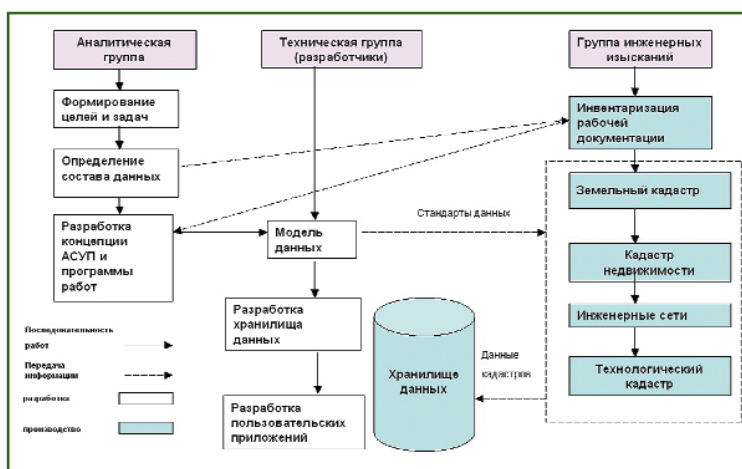 Аналитическая
группа
Формирование
целей и задач
Определение
состава данных
Разработка
концепции
АСУП и
программы
работ
Последовательность
работ
Передача
информации
разработка
производство
Техническая группа
(разработчики)
Модель
данных
Разработка
хранилища
данных
Разработка
пользовательских
приложений
Стандарты данных
Хранилище
данных
Данные
кадастров
Группа инженерных
изысканий
Инвентаризация
рабочей
документации
Земельный кадастр
Кадастр
недвижимости
Инженерные сети
Технологический
кадастр